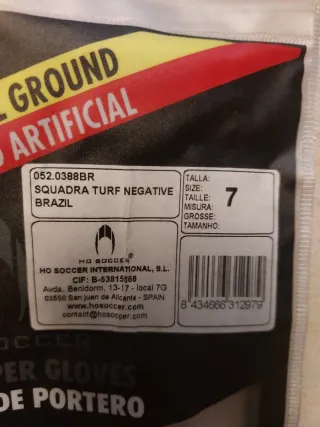 GROUND
ARTIFICIAL
052.0388BR
SQUADRA TURF NEGATIVE
BRAZIL
TALLA:
SIZE:
TAILLE:
MISURA:
GROSSE:
TAMANHO:
7
HO SOCCER
HO SOCCER INTERNATIONAL, S.L.
CIF: B-53815868
Avda. Benidorm, 13-17 - local 7G
03550 San juan de Alicante - SPAIN
www.hosoccer.com
contact@hosoccer.com
8 434666 312979
SOCCER
GLOVES
DE PORTERO